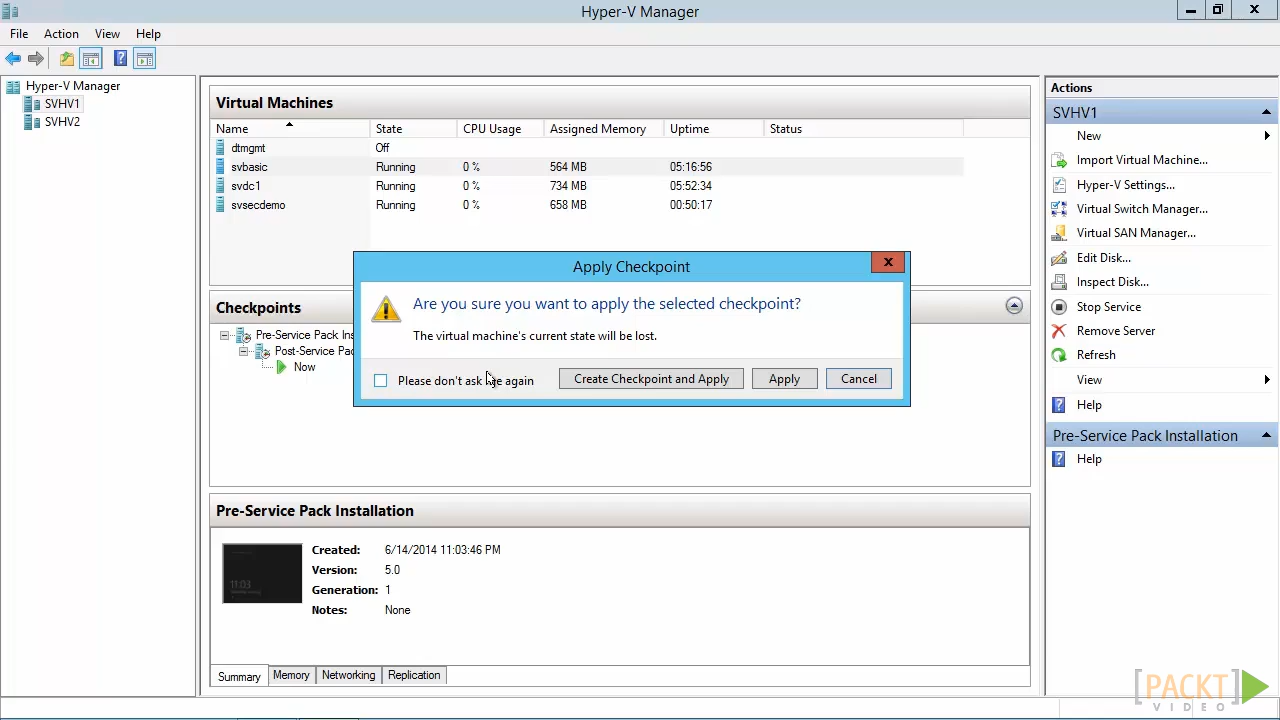 Hyper-V Manager
File Action View Help
Hyper-V Manager
SVHV1
SVHV2
Virtual Machines
Name State CPU Usage Assigned Memory Uptime Status
dtmgmt Off
svbasic Running 0 % 564 MB 05:16:56
svdc1 Running 0 % 734 MB 05:52:34
svsecdemo Running 0 % 658 MB 00:50:17
Checkpoints
Pre-Service Pack Ins
Post-Service Pac
Now
Apply Checkpoint
Are you sure you want to apply the selected checkpoint?
The virtual machine's current state will be lost.
Please don't ask me again
Create Checkpoint and Apply
Apply
Cancel
Pre-Service Pack Installation
11:03
Created: 6/14/2014 11:03:46 PM
Version: 5.0
Generation: 1
Notes: None
Summary Memory Networking Replication
Actions
SVHV1
New
Import Virtual Machine...
Hyper-V Settings...
Virtual Switch Manager...
Virtual SAN Manager...
Edit Disk...
Inspect Disk...
Stop Service
Remove Server
Refresh
View
Help
Pre-Service Pack Installation
Help
[PACKT]
VIDEO